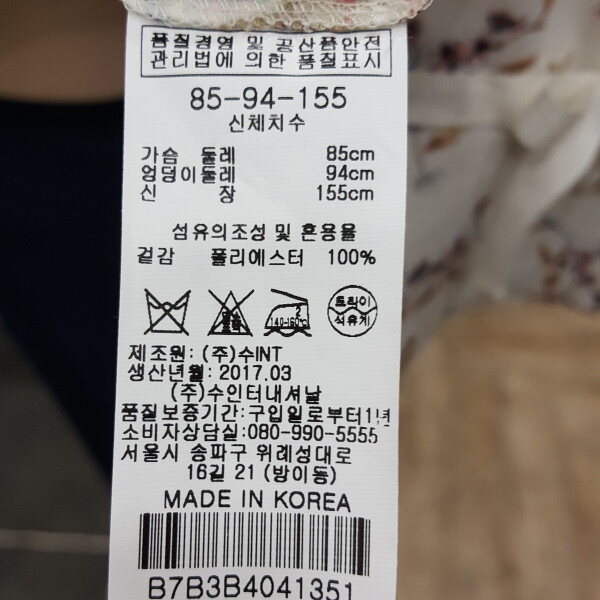 품질경영 및 공산품안전
관리법에 의한 품질표시
85-94-155
신체치수
가슴 둘레 85cm
엉덩이둘레 94cm
신 장 155cm
섬유의조성 및 혼용율
겉감 폴리에스터 100%
2
140-160℃
드라이
석유계
제조원: (주)수INT
생산년월: 2017.03
(주)수인터내셔날
품질보증기간:구입일로부터1년
소비자상담실:080-990-5555
서울시 송파구 위례성대로
16길 21 (방이동)
MADE IN KOREA
B7B3B4041351